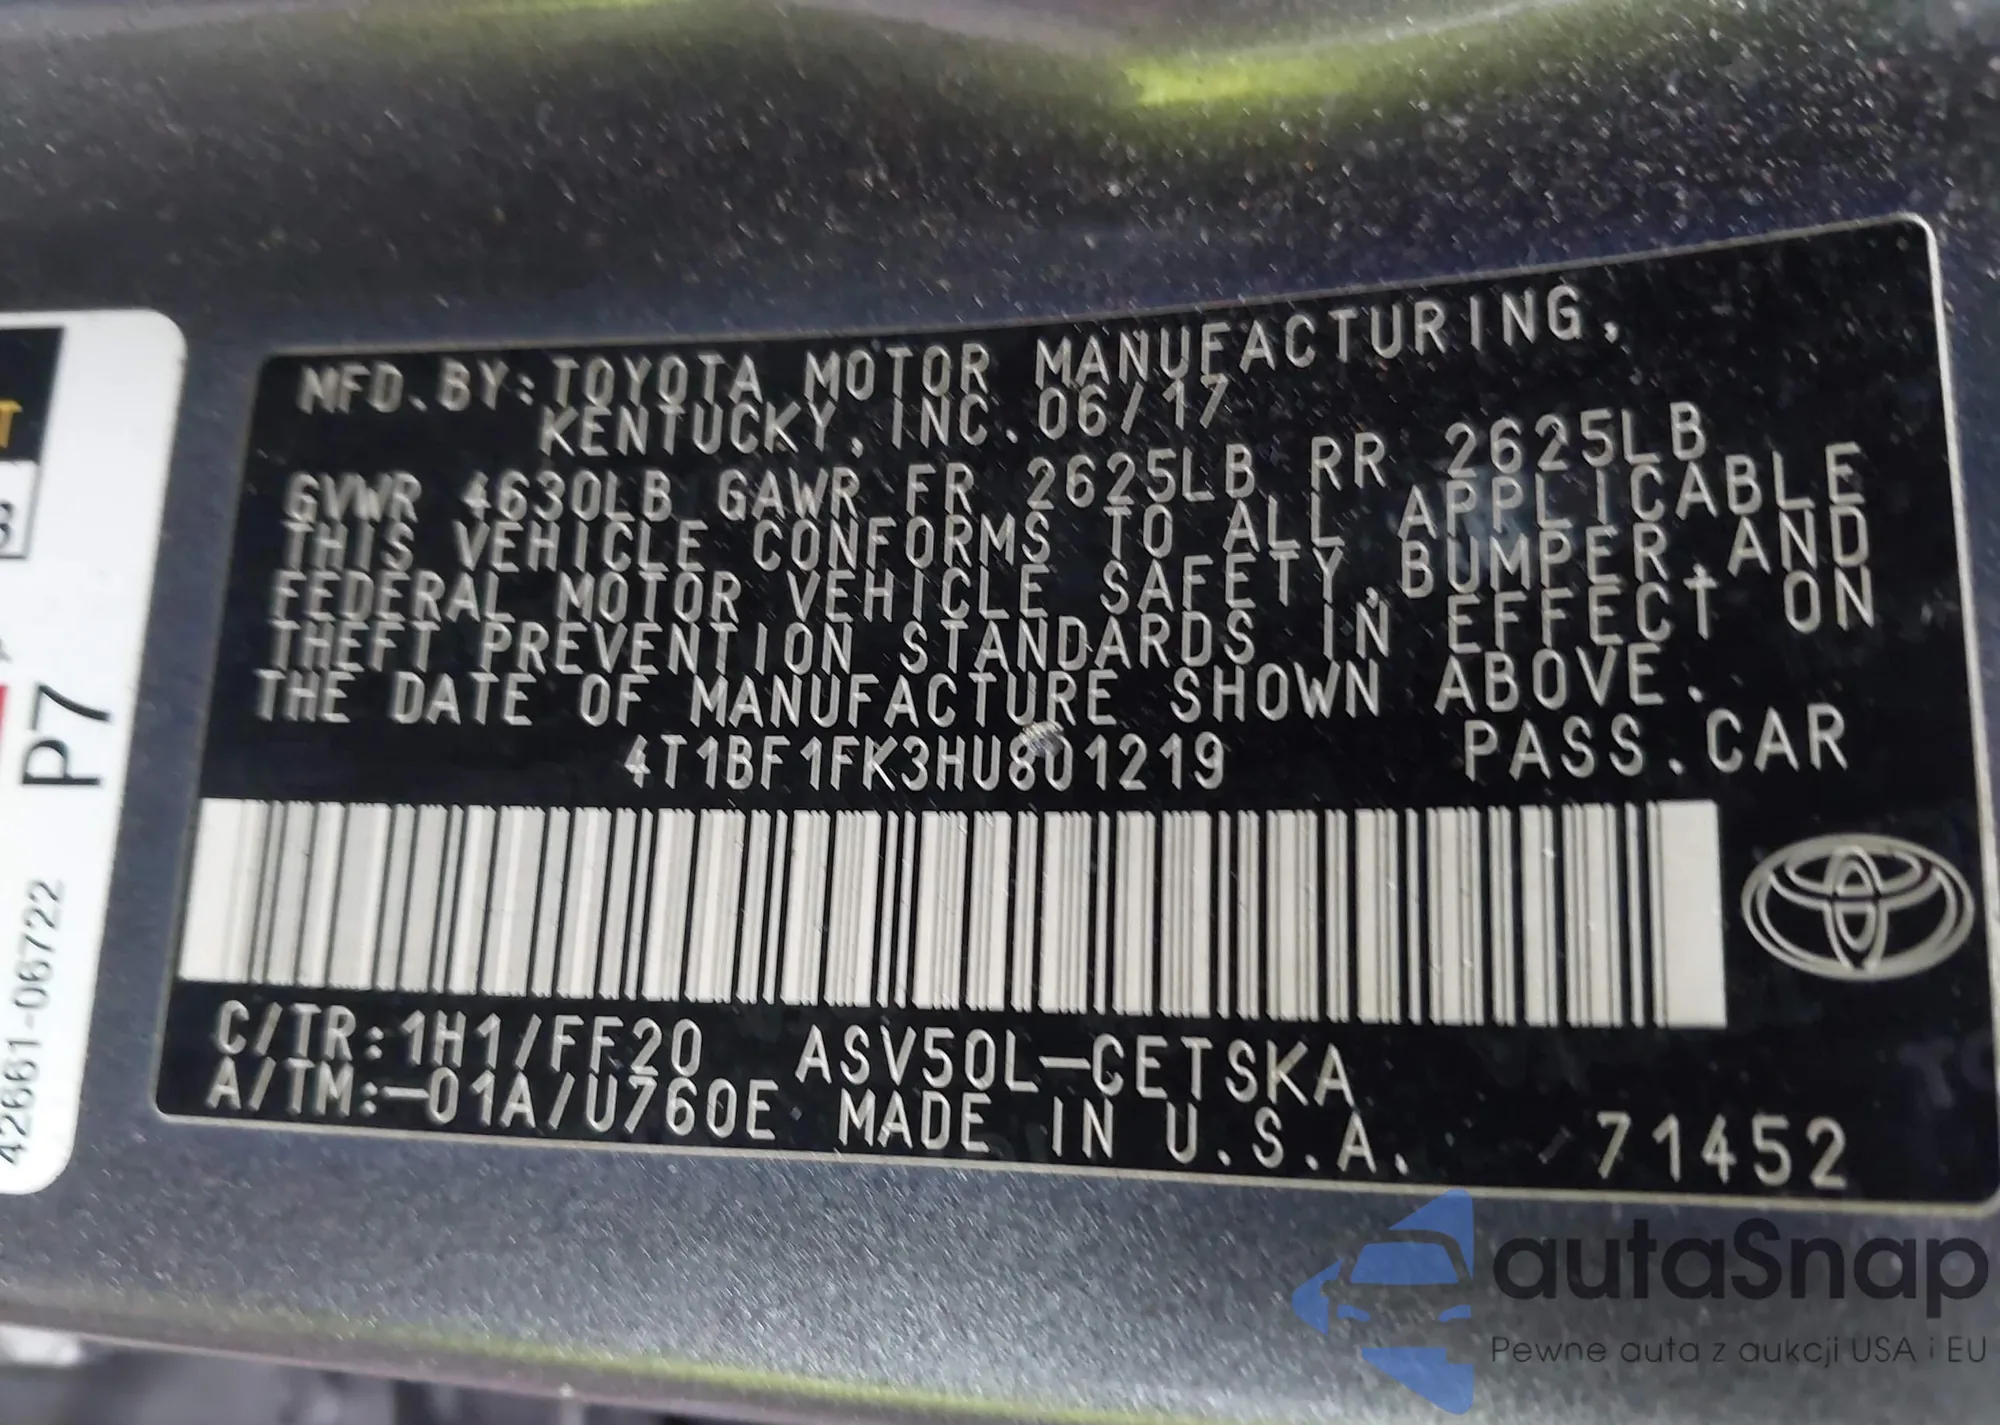 MFD.BY:TOYOTA MOTOR MANUFACTURING,
KENTUCKY, INC. 06/17
GVWR 4630LB GAWR FR 2625LB RR 2625LB
THIS VEHICLE CONFORMS TO ALL APPLICABLE
FEDERAL MOTOR VEHICLE SAFETY,BUMPER,AND
THEFT PREVENTION STANDARDS IN EFFECT ON
THE DATE OF MANUFACTURE SHOWN ABOVE.
4T1BF1FK3HU801219 PASS.CAR
C/TR:1H1/FF20 ASV50L-CETSKA
A/TM:-01A/U760E MADE IN U.S.A. 71452
P7
42661-06722
autaSnap
Pewne auta z aukcji USA i EU